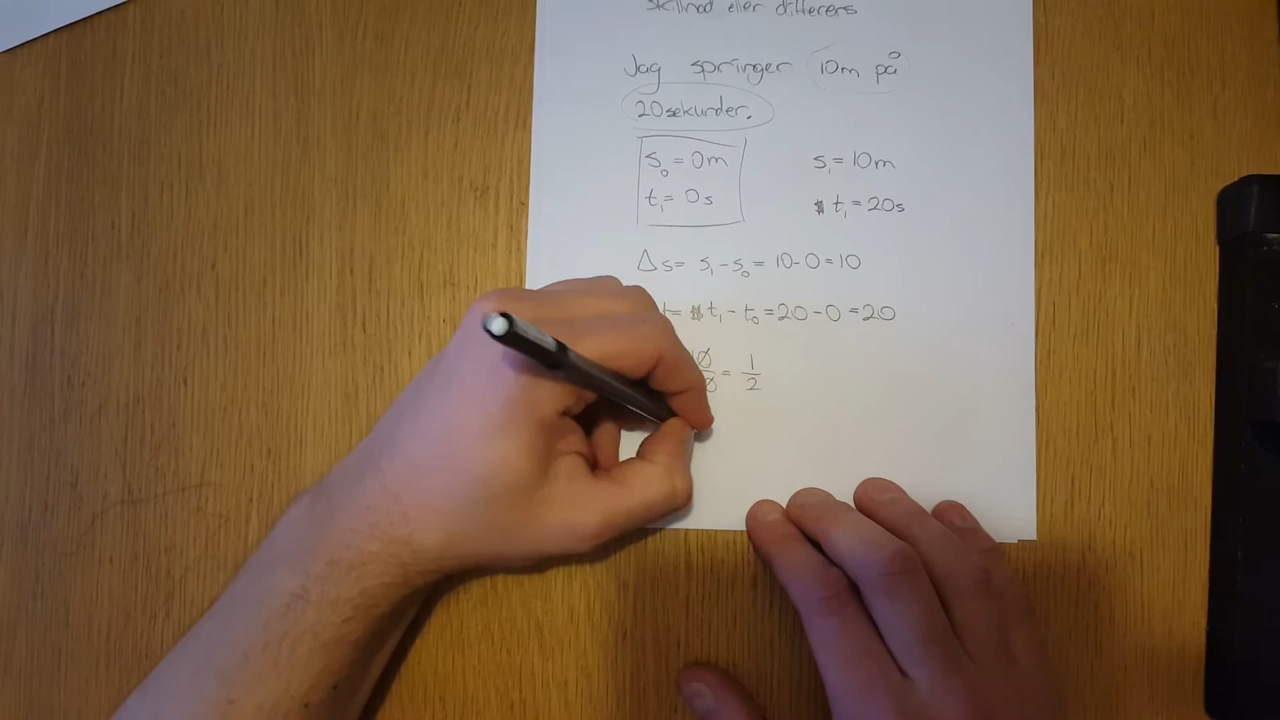 skillnad eller differens
Jag springer 10m på
20sekunder.
s₀ = 0m s₁ = 10m
t₁ = 0s t₁ = 20s
Δs = s₁ - s₀ = 10 - 0 = 10
t = t₁ - t₀ = 20 - 0 = 20
= 1/2